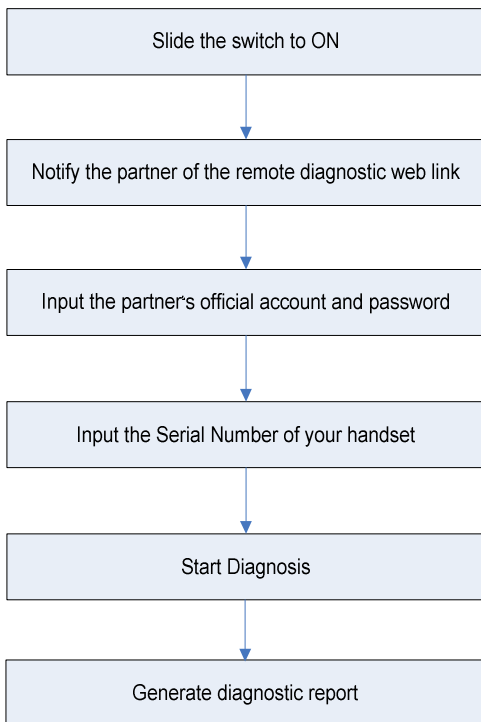 Slide the switch to ON
Notify the partner of the remote diagnostic web link
Input the partner's official account and password
Input the Serial Number of your handset
Start Diagnosis
Generate diagnostic report